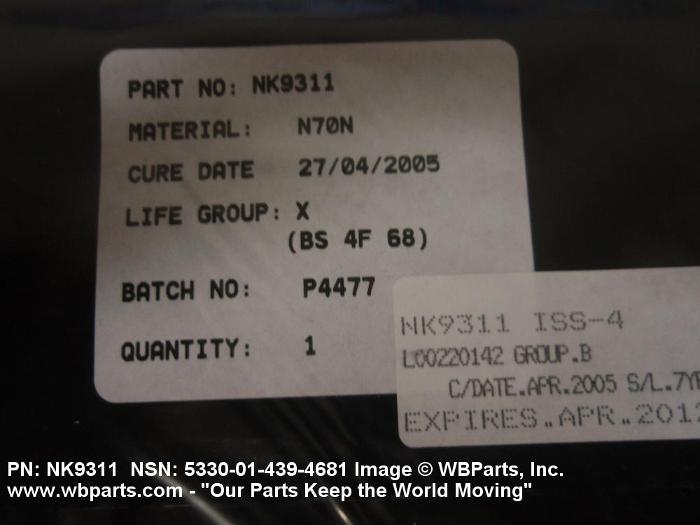 PART NO: NK9311
MATERIAL: N70N
CURE DATE 27/04/2005
LIFE GROUP: X
(BS 4F 68)
BATCH NO: P4477
QUANTITY: 1
NK9311 ISS-4
L00220142 GROUP.B
C/DATE.APR.2005 S/L.7
EXPIRES.APR.2012
PN: NK9311 NSN: 5330-01-439-4681 Image © WBParts, Inc.
www.wbparts.com - "Our Parts Keep the World Moving"